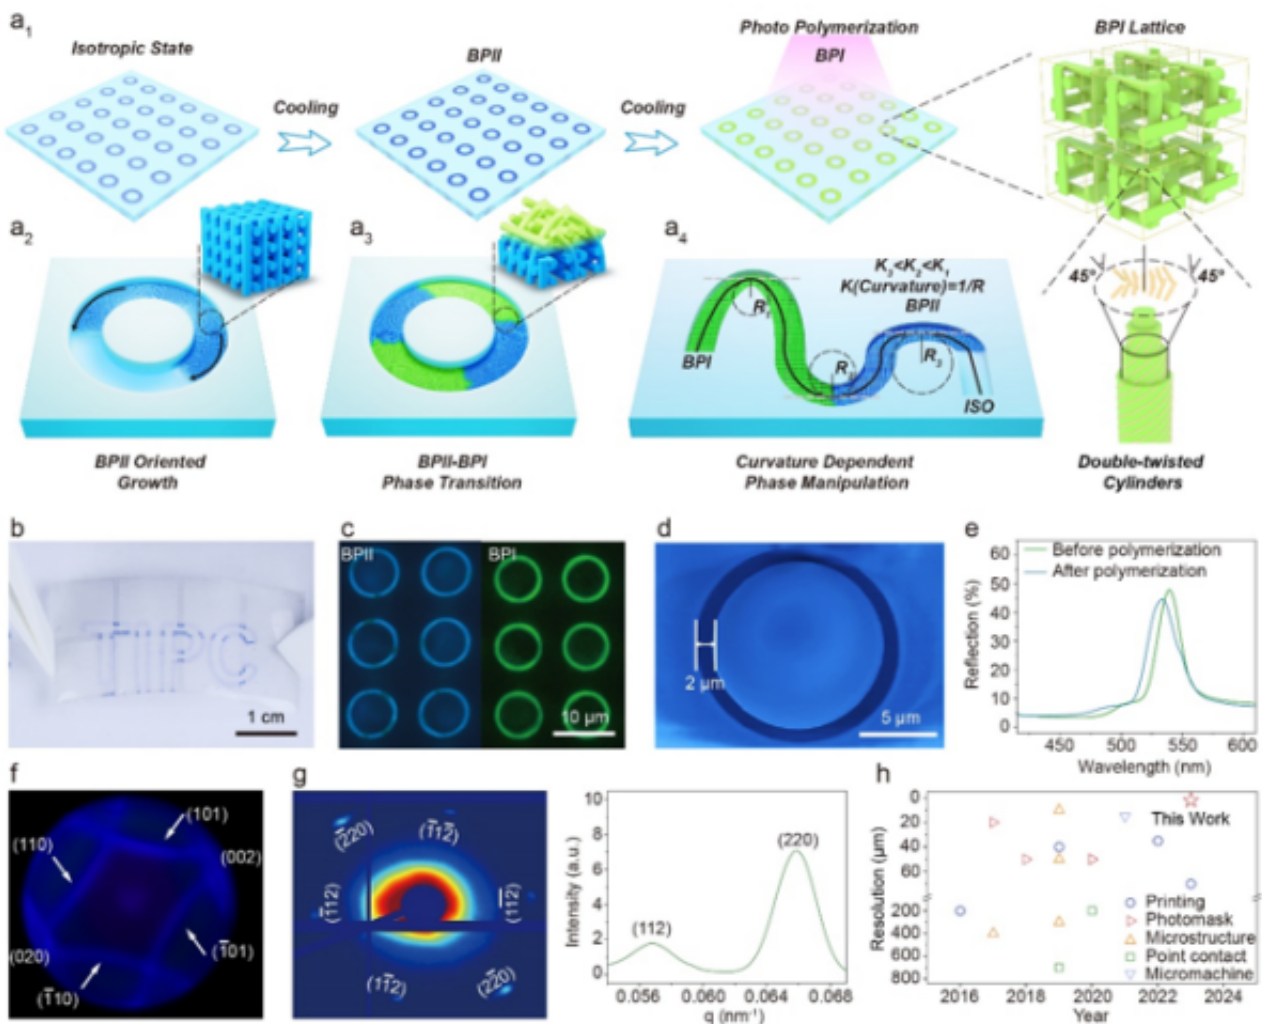 a1
Isotropic State
Cooling
BPII
Cooling
Photo Polymerization
BPI
BPI Lattice
a2
BPII Oriented
Growth
a3
BPII-BPI
Phase Transition
a4
K3<K2<K1
K(Curvature)=1/R
BPII
R1
R
R3
BPI
ISO
Curvature Dependent
Phase Manipulation
45°
45°
Double-twisted
Cylinders
b
TIPC
1 cm
c
BPII
BPI
10 μm
d
2 μm
5 μm
e
Before polymerization
After polymerization
Reflection (%)
60
50
40
30
20
10
0
450
500
550
600
Wavelength (nm)
f
(101)
(110)
(002)
(020)
(1̅01)
(1̅10)
g
(2̅20)
(1̅12̅)
(1̅12)
(11̅2)
(22̅0)
Intensity (a.u.)
10
8
6
4
2
0
(112)
(220)
0.056
0.060
0.064
0.068
q (nm⁻¹)
h
Resolution (μm)
0
20
40
60
200
400
600
800
This Work
Printing
Photomask
Microstructure
Point contact
Micromachine
2016
2018
2020
2022
2024
Year